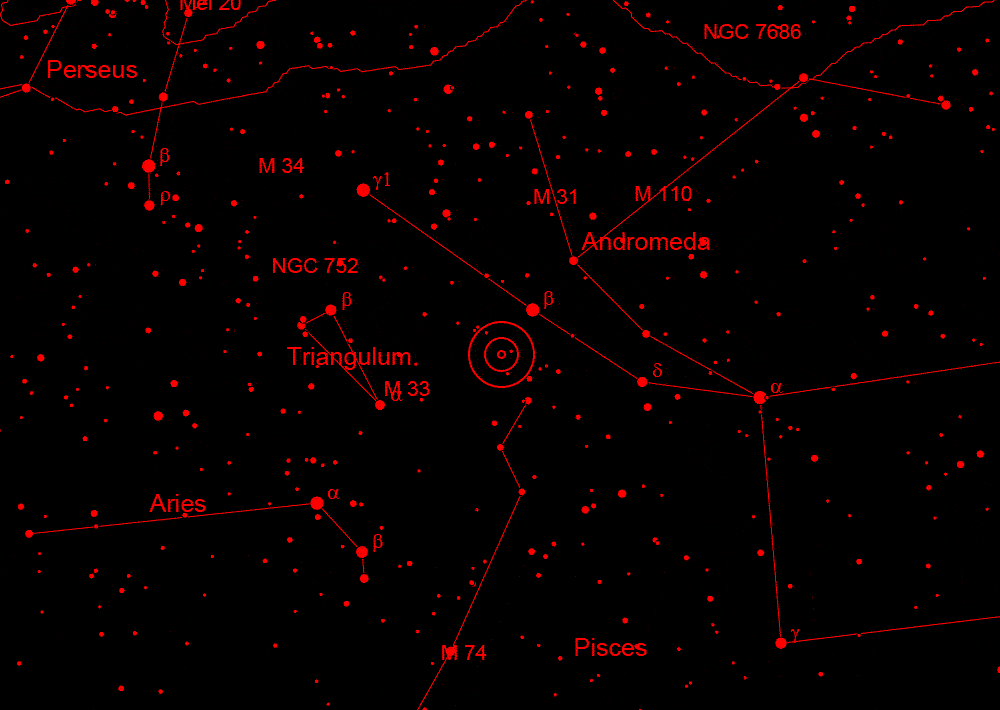 Mel 20
NGC 7686
Perseus
β
M 34
γ1
ρ
M 31
M 110
Andromeda
NGC 752
β
β
Triangulum
δ
M 33
α
α
α
Aries
β
γ
M 74
Pisces